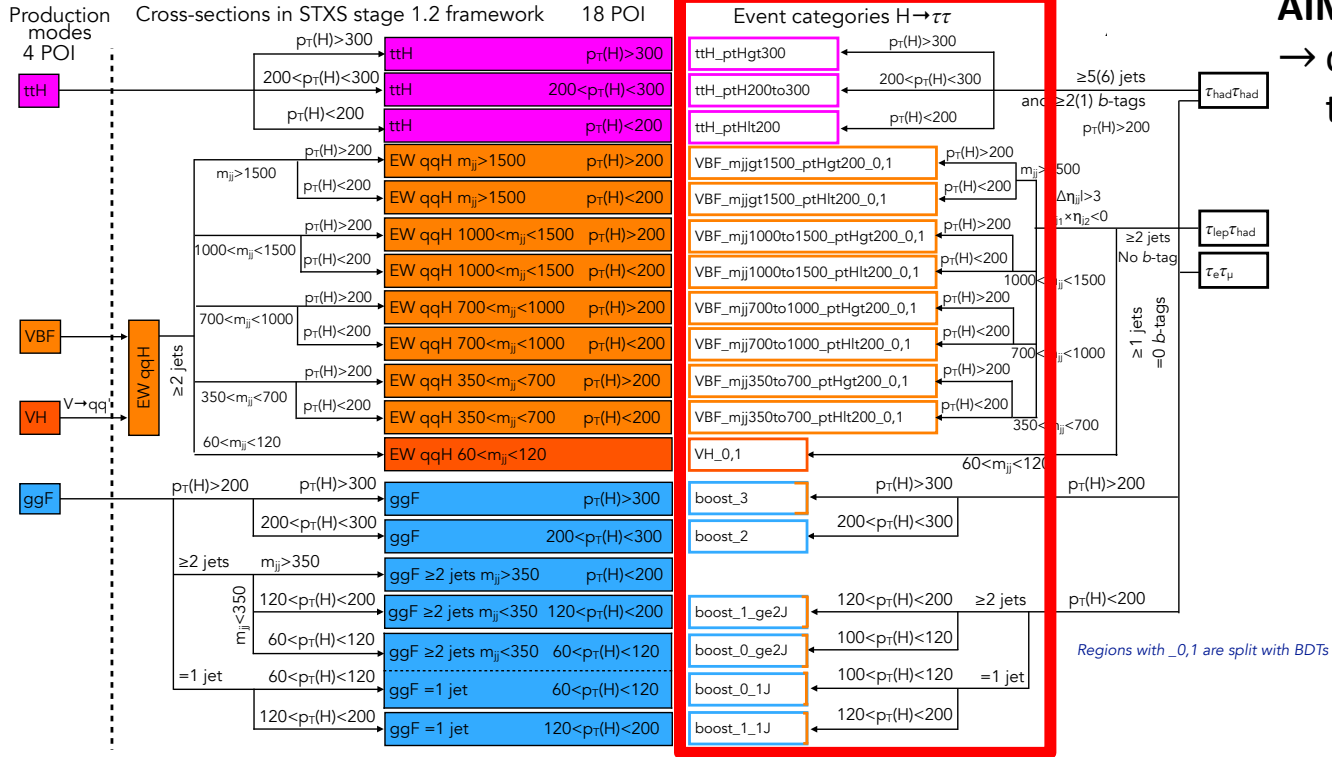 Production modes
4 POI
Cross-sections in STXS stage 1.2 framework
18 POI
Event categories H→ττ
AIM
→
ttH
pT(H)>300
200<pT(H)<300
pT(H)<200
ttH pT(H)>300
ttH 200<pT(H)<300
ttH pT(H)<200
ttH_ptHgt300
ttH_ptH200to300
ttH_ptHlt200
pT(H)>300
200<pT(H)<300
pT(H)<200
≥5(6) jets
and ≥2(1) b-tags
pT(H)>200
τhadτhad
VBF
VH
V→qq'
EW qqH
≥2 jets
mjj>1500
pT(H)>200
pT(H)<200
1000<mjj<1500
pT(H)>200
pT(H)<200
700<mjj<1000
pT(H)>200
pT(H)<200
350<mjj<700
pT(H)>200
pT(H)<200
60<mjj<120
EW qqH mjj>1500 pT(H)>200
EW qqH mjj>1500 pT(H)<200
EW qqH 1000<mjj<1500 pT(H)>200
EW qqH 1000<mjj<1500 pT(H)<200
EW qqH 700<mjj<1000 pT(H)>200
EW qqH 700<mjj<1000 pT(H)<200
EW qqH 350<mjj<700 pT(H)>200
EW qqH 350<mjj<700 pT(H)<200
EW qqH 60<mjj<120
VBF_mjjgt1500_ptHgt200_0,1
VBF_mjjgt1500_ptHlt200_0,1
VBF_mjj1000to1500_ptHgt200_0,1
VBF_mjj1000to1500_ptHlt200_0,1
VBF_mjj700to1000_ptHgt200_0,1
VBF_mjj700to1000_ptHlt200_0,1
VBF_mjj350to700_ptHgt200_0,1
VBF_mjj350to700_ptHlt200_0,1
VH_0,1
pT(H)>200
pT(H)<200
pT(H)>200
pT(H)<200
pT(H)>200
pT(H)<200
pT(H)>200
pT(H)<200
1000<mjj<1500
700<mjj<1000
350<mjj<700
60<mjj<120
≥2 jets
No b-tag
≥1 jets
=0 b-tags
τlepτhad
τeτμ
ggF
pT(H)>200
pT(H)>300
200<pT(H)<300
≥2 jets
mjj>350
mjj<350
120<pT(H)<200
60<pT(H)<120
=1 jet
60<pT(H)<120
120<pT(H)<200
ggF pT(H)>300
ggF 200<pT(H)<300
ggF ≥2 jets mjj>350 pT(H)<200
ggF ≥2 jets mjj<350 120<pT(H)<200
ggF ≥2 jets mjj<350 60<pT(H)<120
ggF =1 jet 60<pT(H)<120
ggF =1 jet 120<pT(H)<200
boost_3
boost_2
boost_1_ge2J
boost_0_ge2J
boost_0_1J
boost_1_1J
pT(H)>300
200<pT(H)<300
pT(H)>200
120<pT(H)<200
100<pT(H)<120
≥2 jets
pT(H)<200
100<pT(H)<120
120<pT(H)<200
=1 jet
Regions with _0,1 are split with BDTs